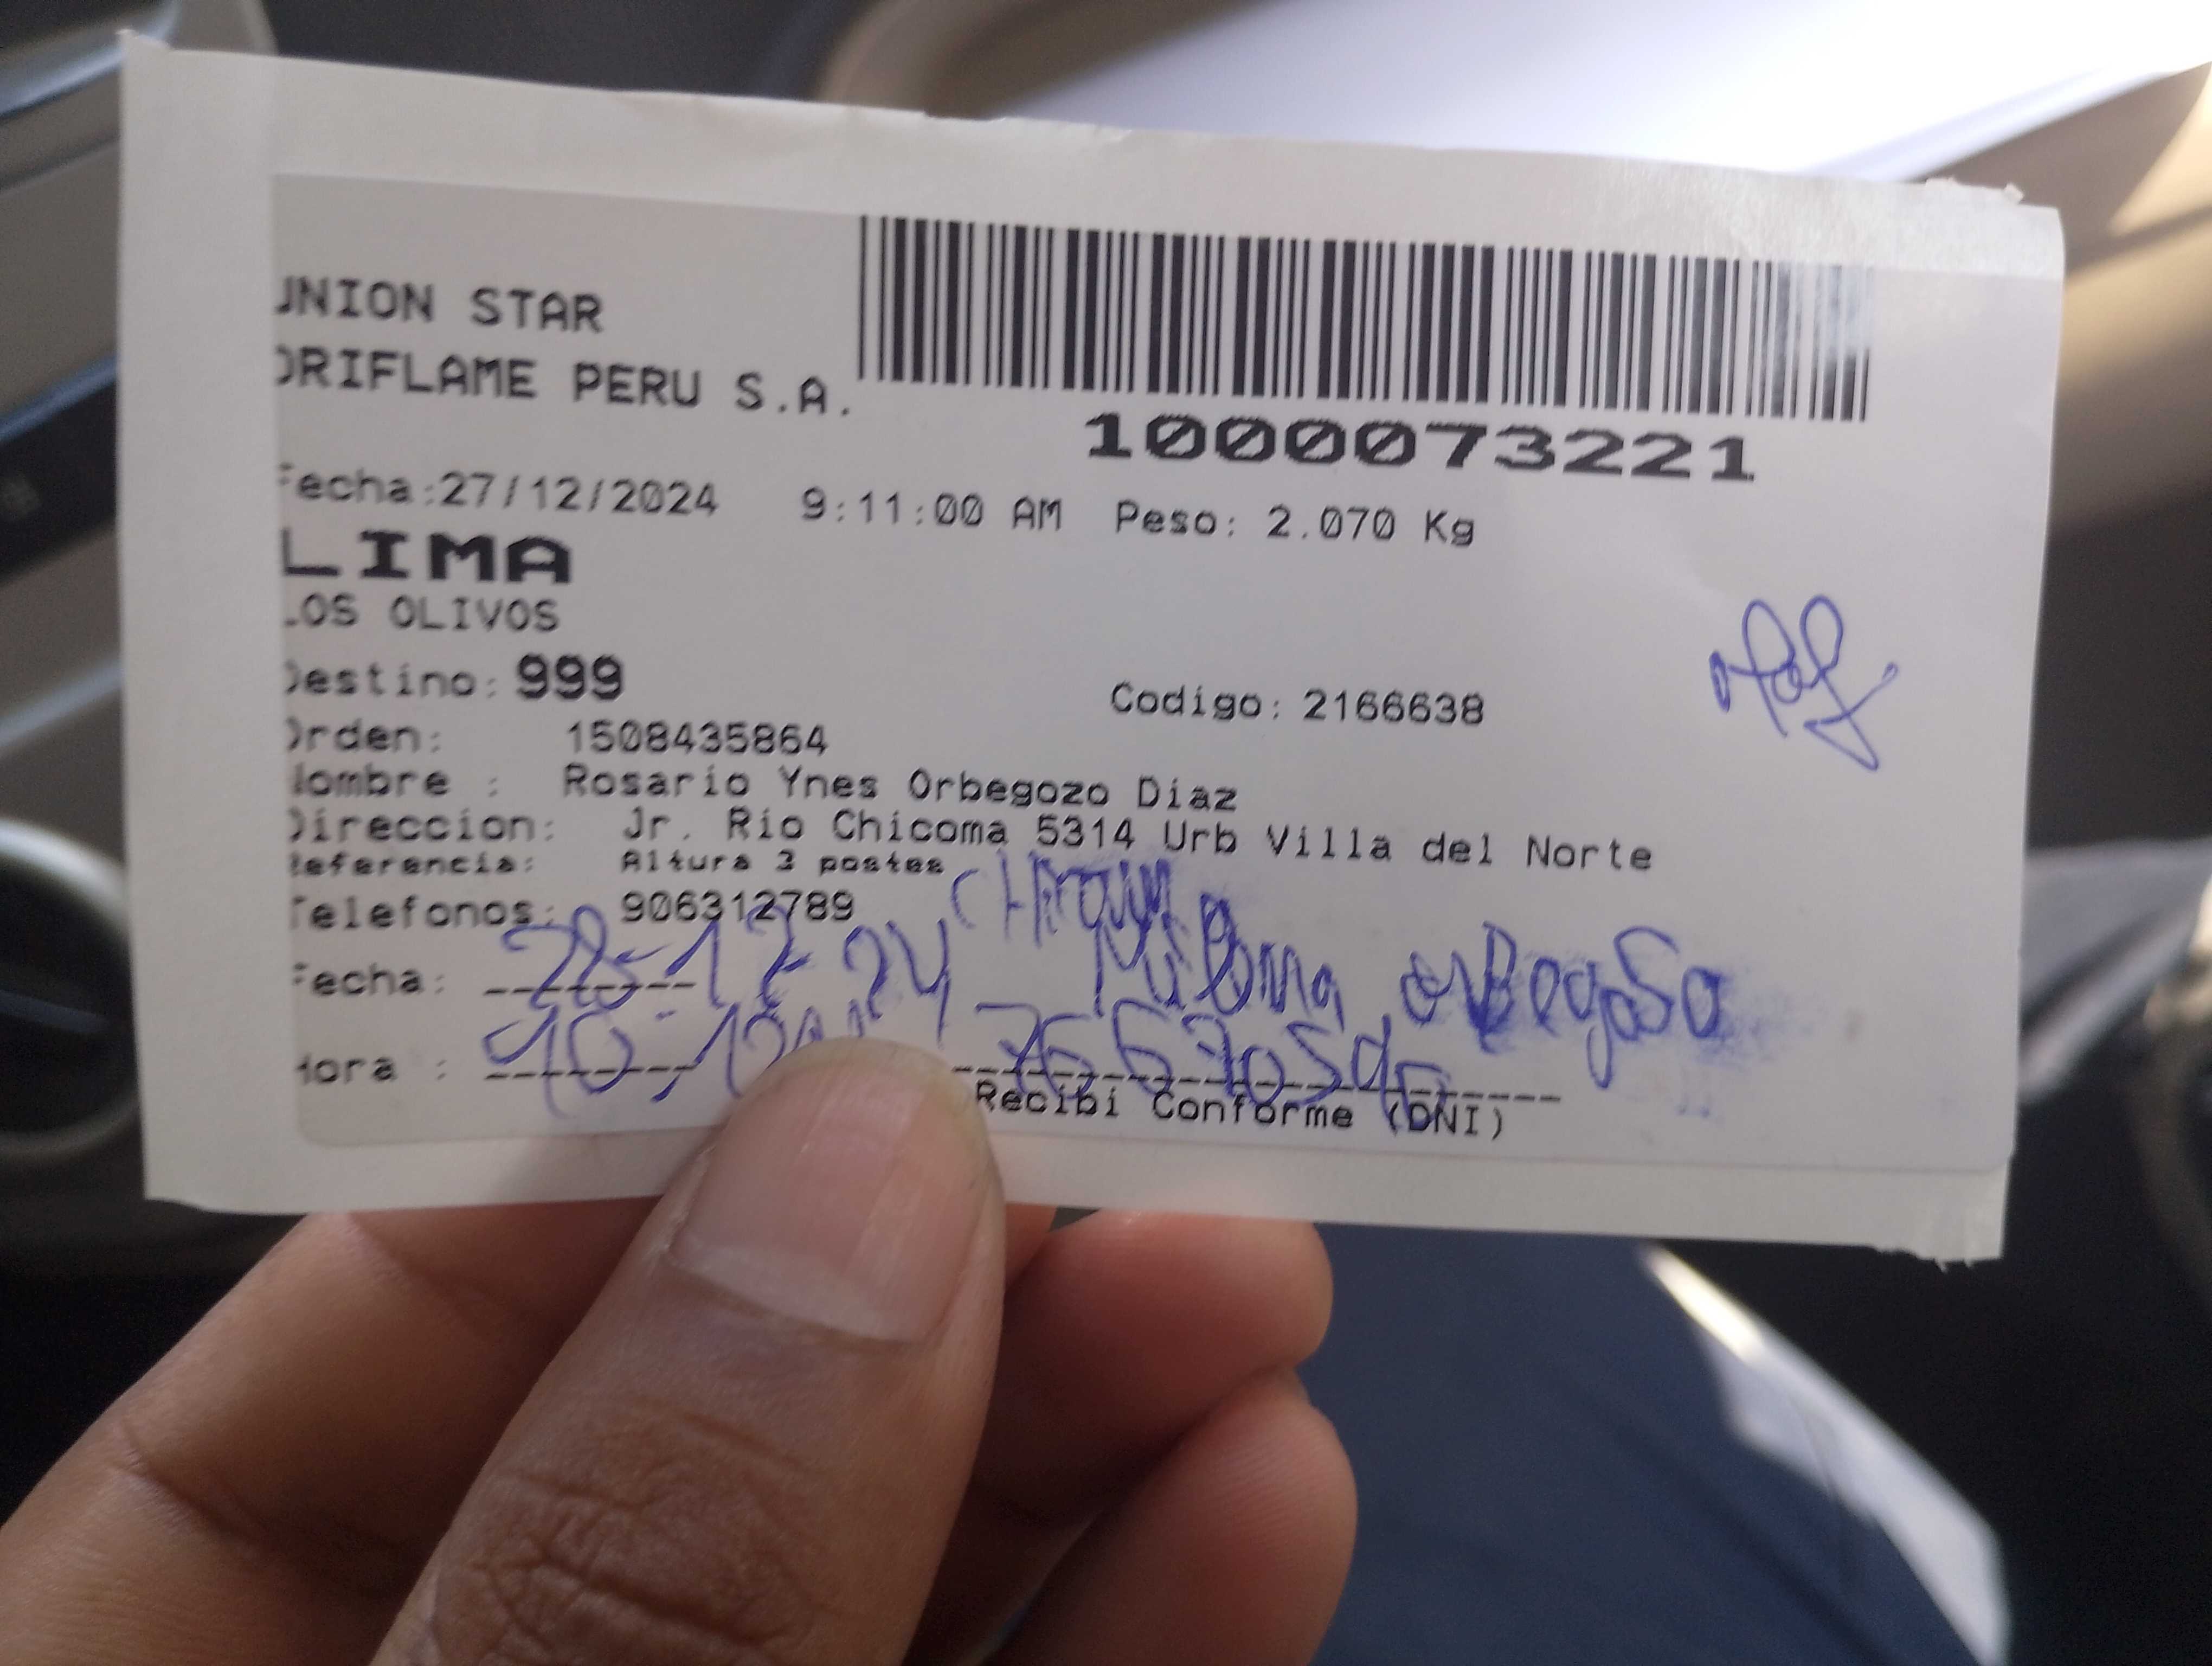 UNION STAR
ORIFLAME PERU S.A.
1000073221
Fecha:27/12/2024 9:11:00 AM Peso: 2.070 Kg
LIMA
LOS OLIVOS
Destino: 999 Codigo: 2166638
Orden: 1508435864
Nombre : Rosario Ynes Orbegozo Diaz
Direccion: Jr. Rio Chicoma 5314 Urb Villa del Norte
Referencia: Altura 3 postes
Telefonos: 906312789
Fecha: 28-12-24 orBegoSo
Hora :
Recibi Conforme (DNI)